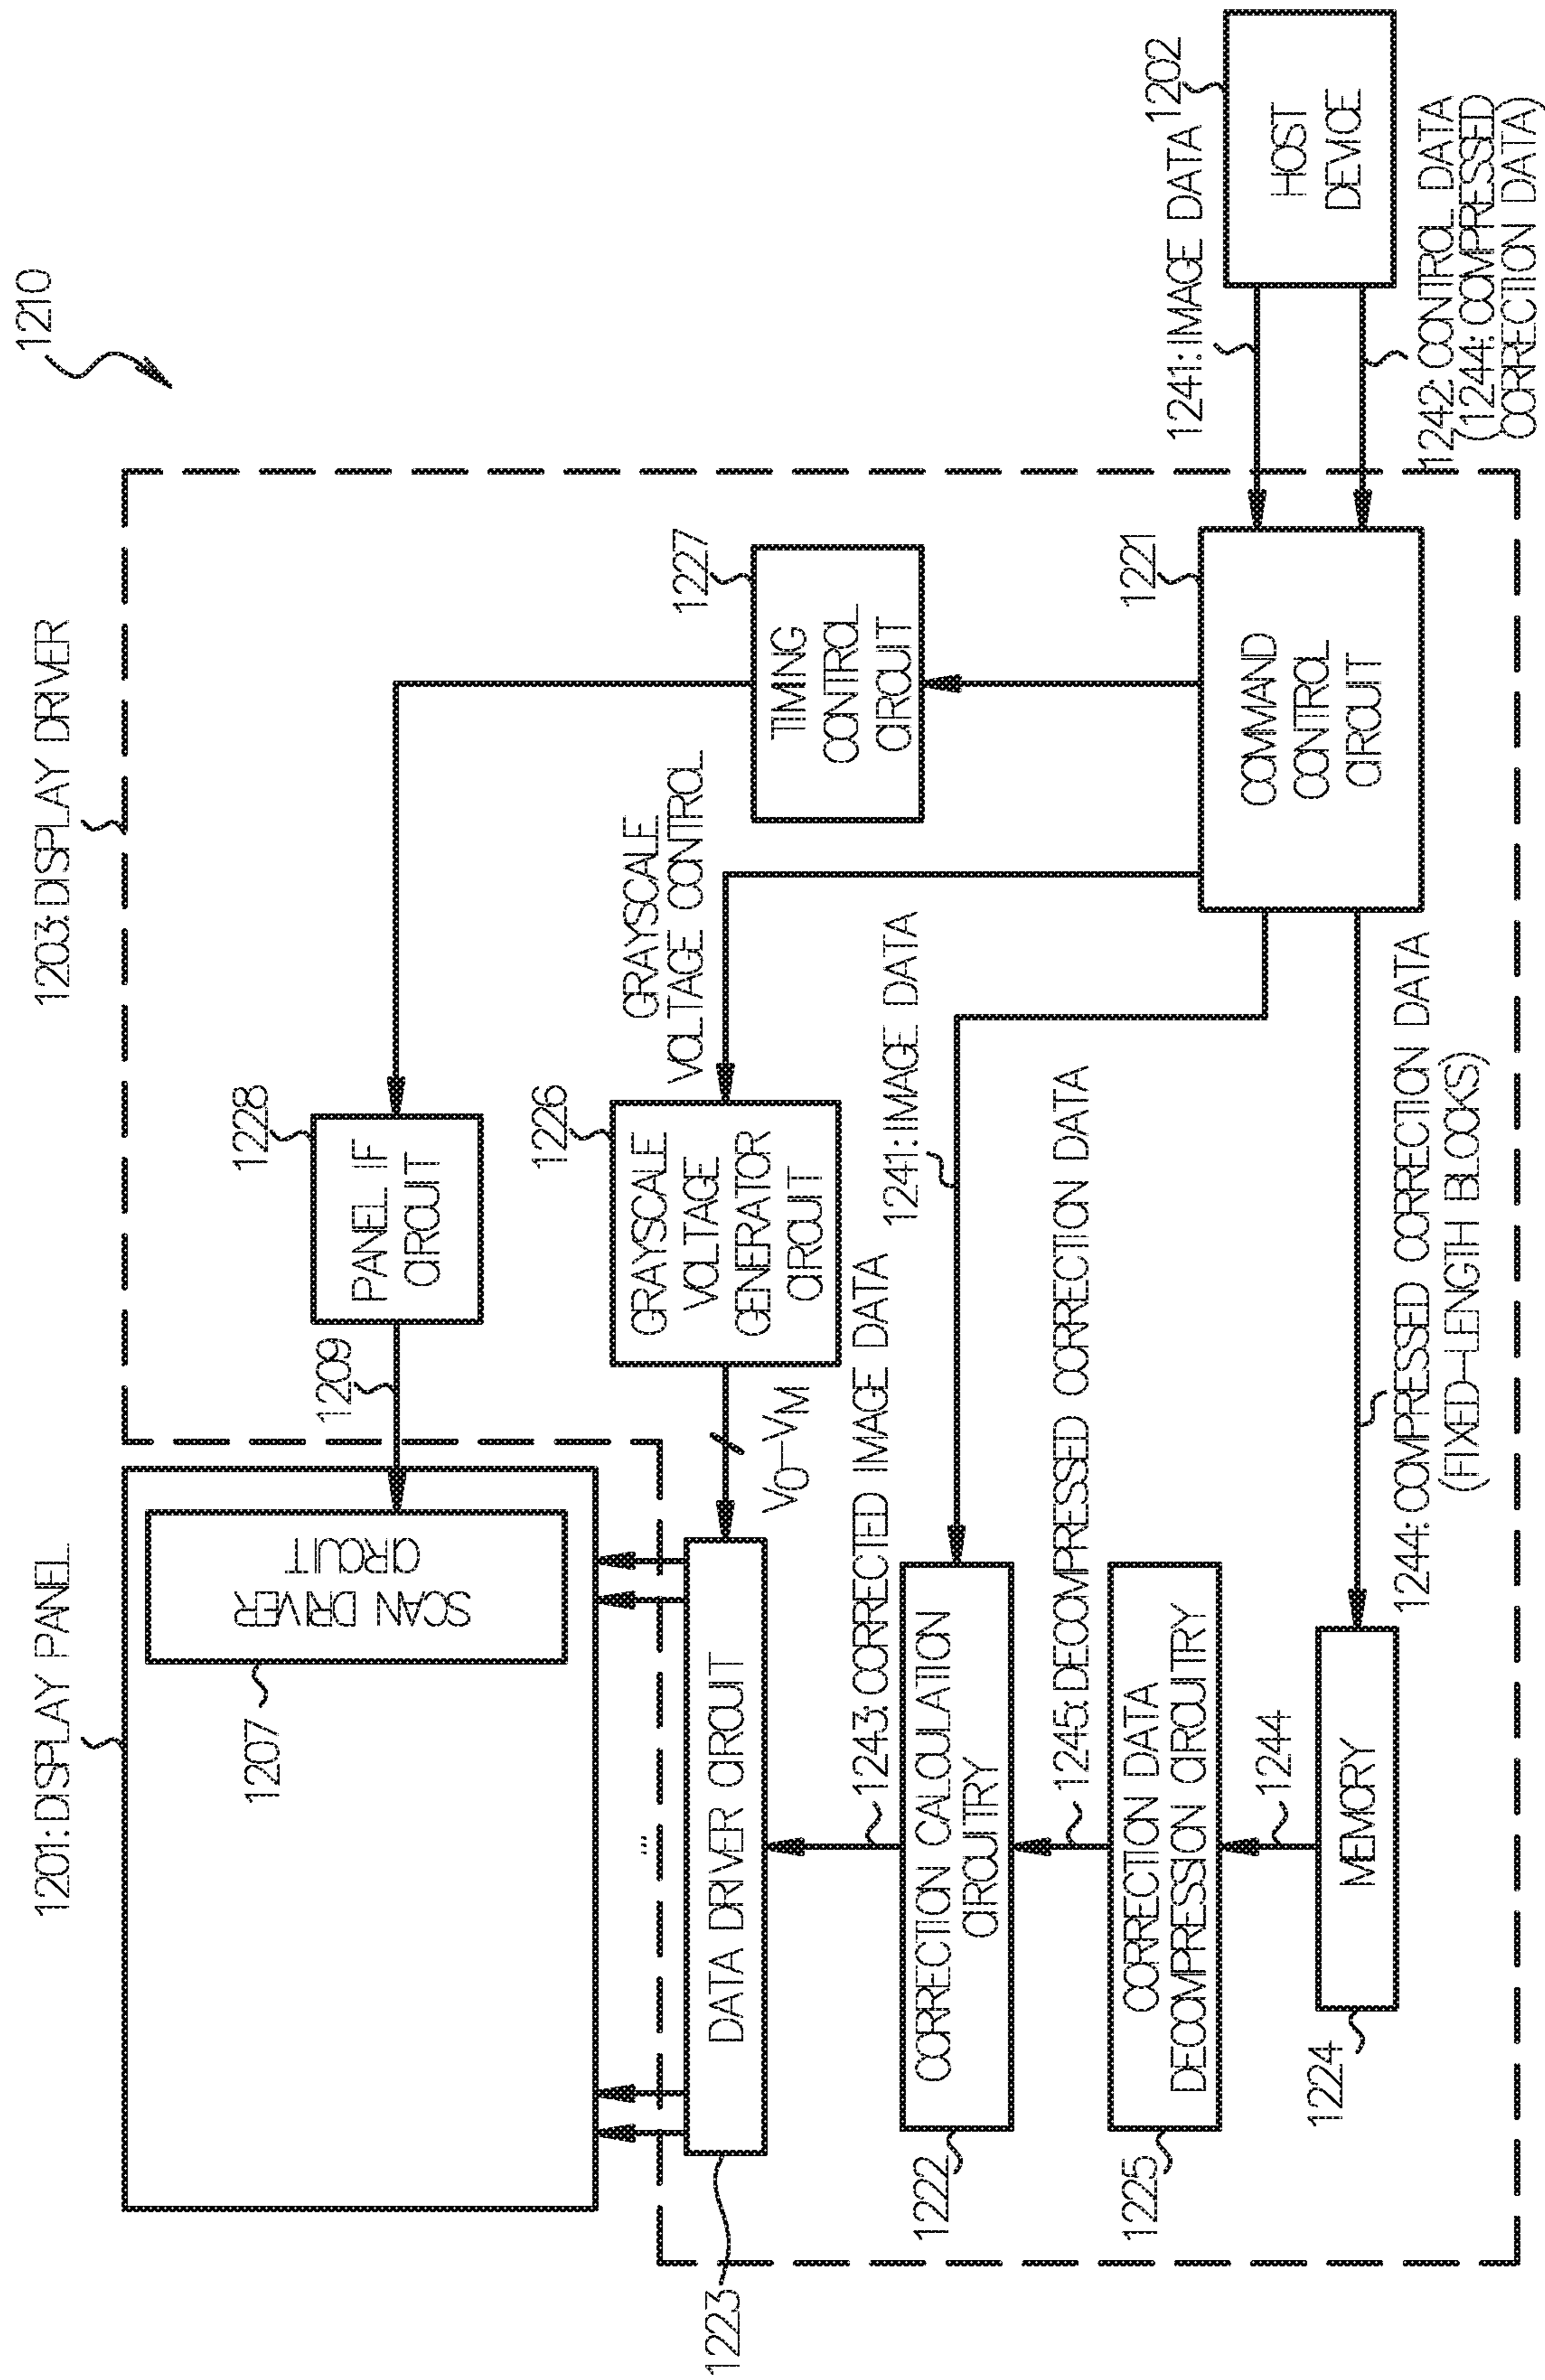 1210
1201: DISPLAY PANEL
1203: DISPLAY DRIVER
1207
SCAN DRIVER
CIRCUIT
1209
1228
PANEL IF
CIRCUIT
1223
DATA DRIVER CIRCUIT
...
V0–VM
1226
GRAYSCALE
VOLTAGE
GENERATOR
CIRCUIT
GRAYSCALE
VOLTAGE CONTROL
1227
TIMING
CONTROL
CIRCUIT
1243: CORRECTED IMAGE DATA
1241: IMAGE DATA
1222
CORRECTION CALCULATION
CIRCUITRY
1245: DECOMPRESSED CORRECTION DATA
1225
CORRECTION DATA
DECOMPRESSION CIRCUITRY
1244
1224
MEMORY
1244: COMPRESSED CORRECTION DATA
(FIXED-LENGTH BLOCKS)
1221
COMMAND
CONTROL
CIRCUIT
1241: IMAGE DATA
1202
HOST
DEVICE
1242: CONTROL DATA
(1244: COMPRESSED
CORRECTION DATA)